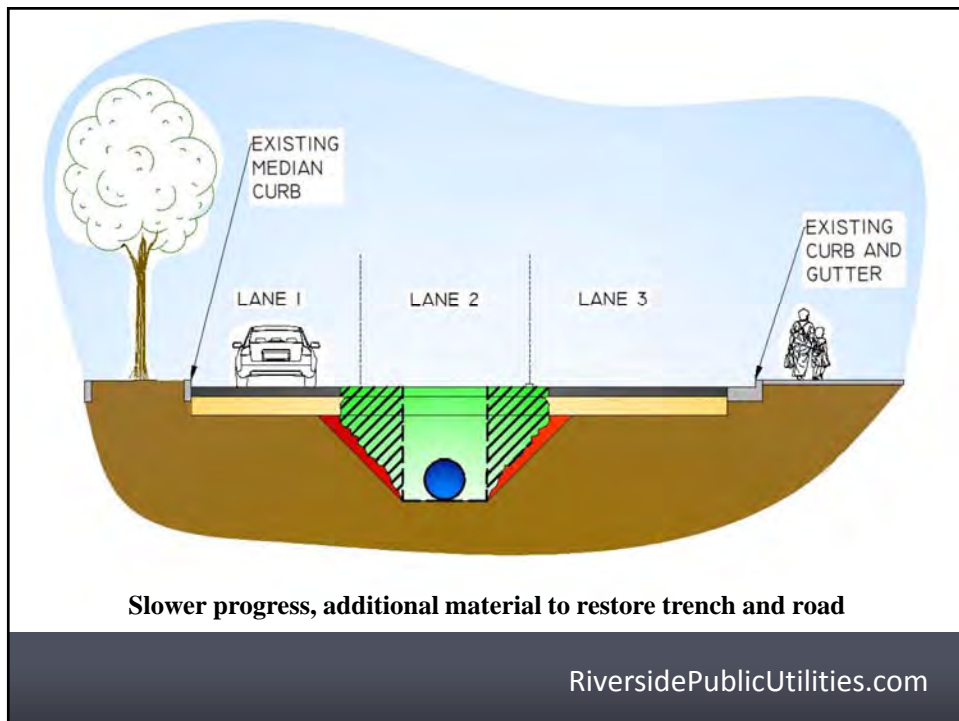 EXISTING
MEDIAN
CURB
EXISTING
CURB AND
GUTTER
LANE 1
LANE 2
LANE 3
Slower progress, additional material to restore trench and road
RiversidePublicUtilities.com